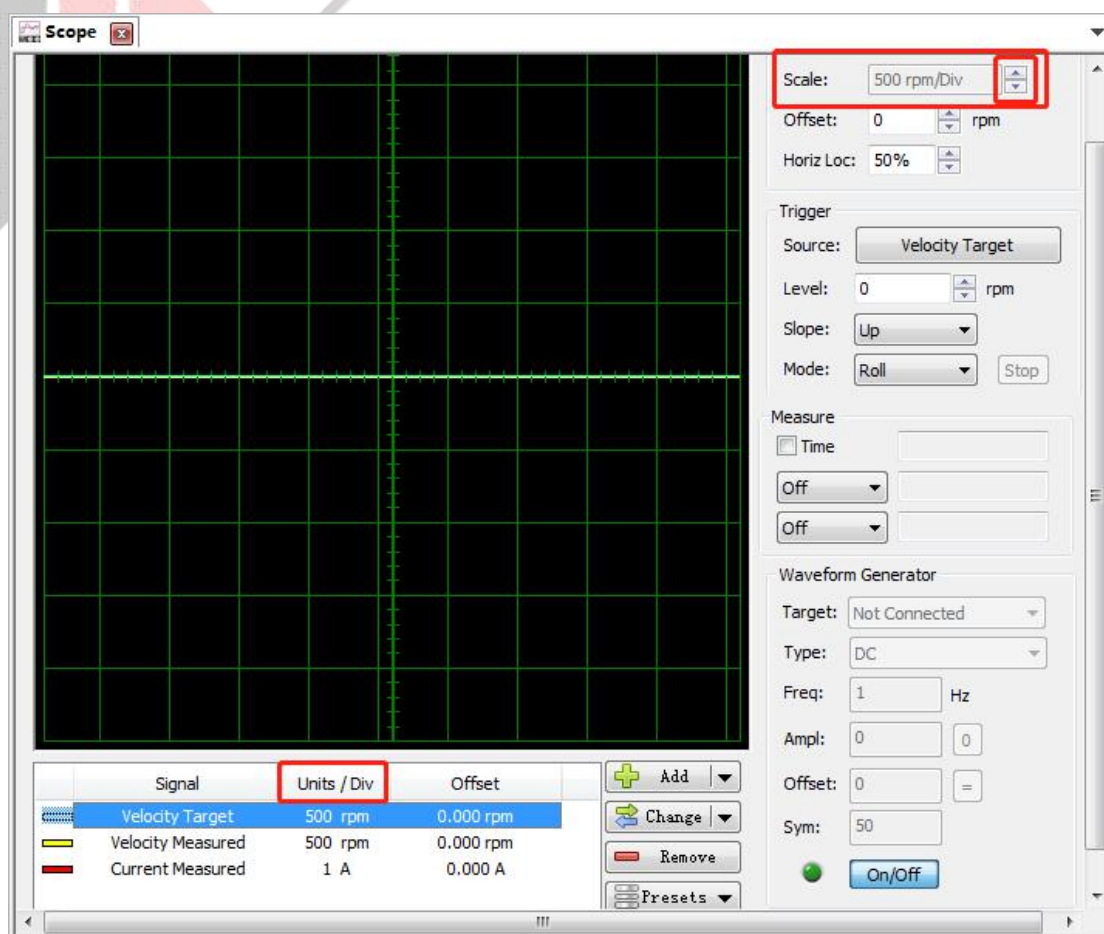 Scope
Scale: 500 rpm/Div
Offset: 0 rpm
Horiz Loc: 50%
Trigger
Source: Velocity Target
Level: 0 rpm
Slope: Up
Mode: Roll Stop
Measure
Time
Off
Off
Waveform Generator
Target: Not Connected
Type: DC
Freq: 1 Hz
Ampl: 0 0
Offset: 0 =
Sym: 50
On/Off
Signal Units / Div Offset
Velocity Target 500 rpm 0.000 rpm
Velocity Measured 500 rpm 0.000 rpm
Current Measured 1 A 0.000 A
Add
Change
Remove
Presets